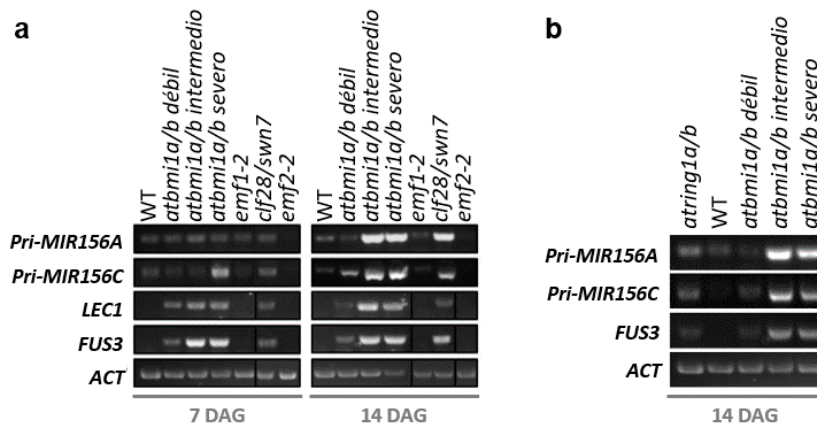 a
b
WT
atbmi1a/b débil
atbmi1a/b intermedio
atbmi1a/b severo
emf1-2
clf28/swn7
emf2-2
WT
atbmi1a/b débil
atbmi1a/b intermedio
atbmi1a/b severo
emf1-2
clf28/swn7
emf2-2
Pri-MIR156A
Pri-MIR156C
LEC1
FUS3
ACT
7 DAG
14 DAG
atring1a/b
WT
atbmi1a/b débil
atbmi1a/b intermedio
atbmi1a/b severo
Pri-MIR156A
Pri-MIR156C
FUS3
ACT
14 DAG